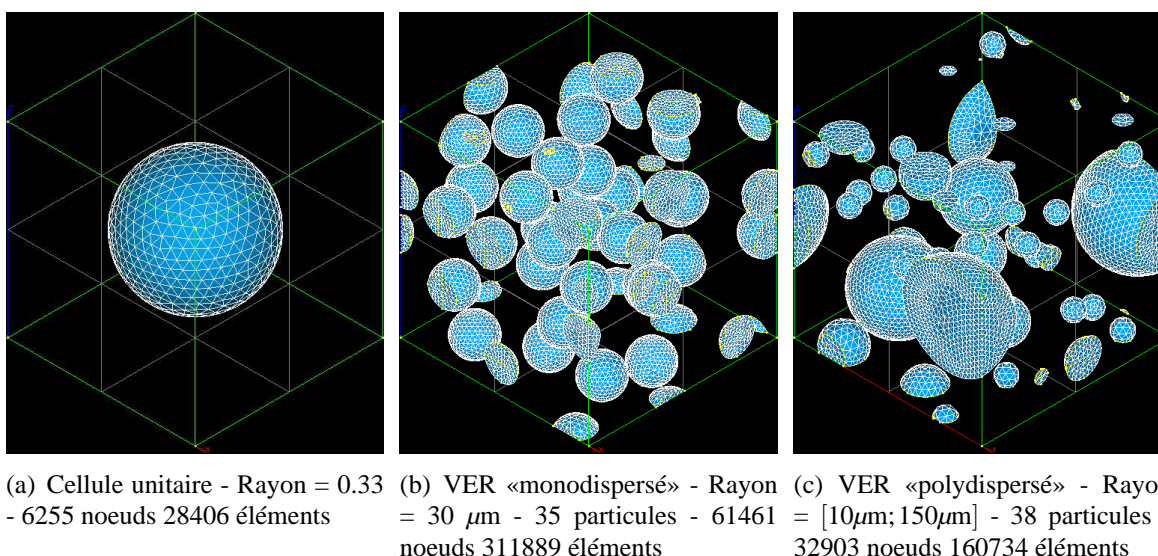 (a) Cellule unitaire - Rayon = 0.33
- 6255 noeuds 28406 éléments
(b) VER «monodispersé» - Rayon
= 30 μm - 35 particules - 61461
noeuds 311889 éléments
(c) VER «polydispersé» - Rayo
= [10μm; 150μm] - 38 particules
32903 noeuds 160734 éléments